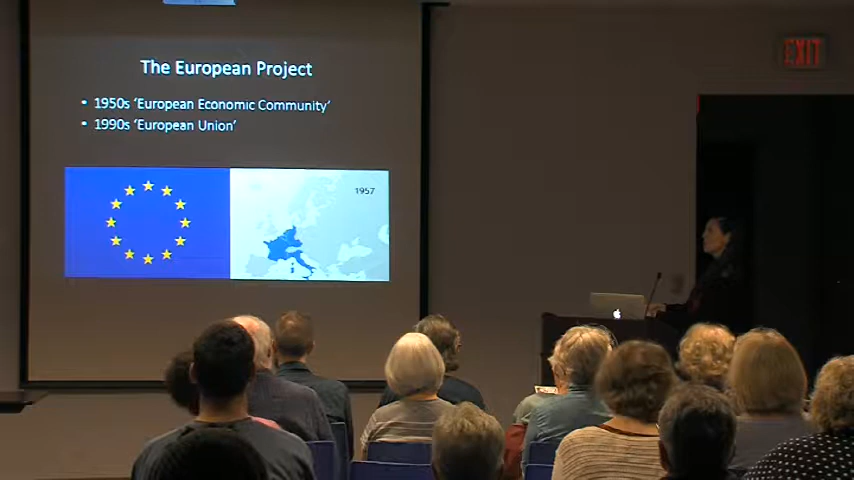 The European Project
• 1950s ‘European Economic Community’
• 1990s ‘European Union’
1957
EXIT